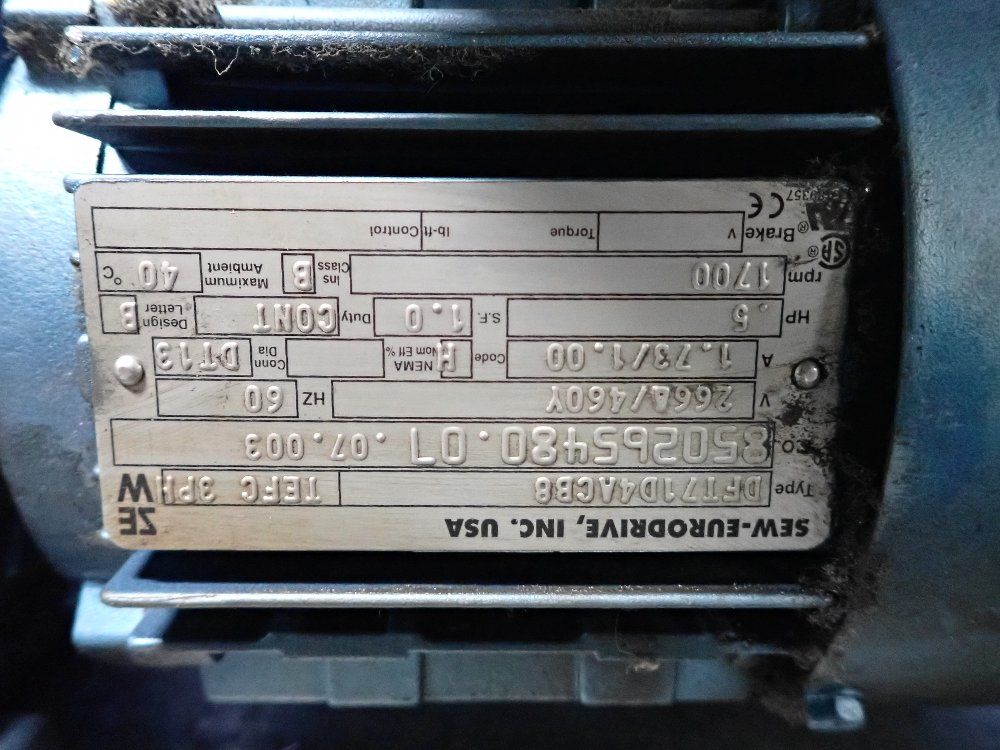 SEW-EURODRIVE, INC. USA SEW
Type DFT71D4ACB8 TEFC 3PH
S.O. 850265480.07 .07.003
V 266Δ/460Y HZ 60
A 1.73/1.00 Code H NEMA Nom Eff % Conn Dia DT13
HP .5 S.F. 1.0 Duty CONT Design Letter B
rpm 1700 Ins Class B Maximum Ambient 40 °C
Brake V Torque lb-ft Control